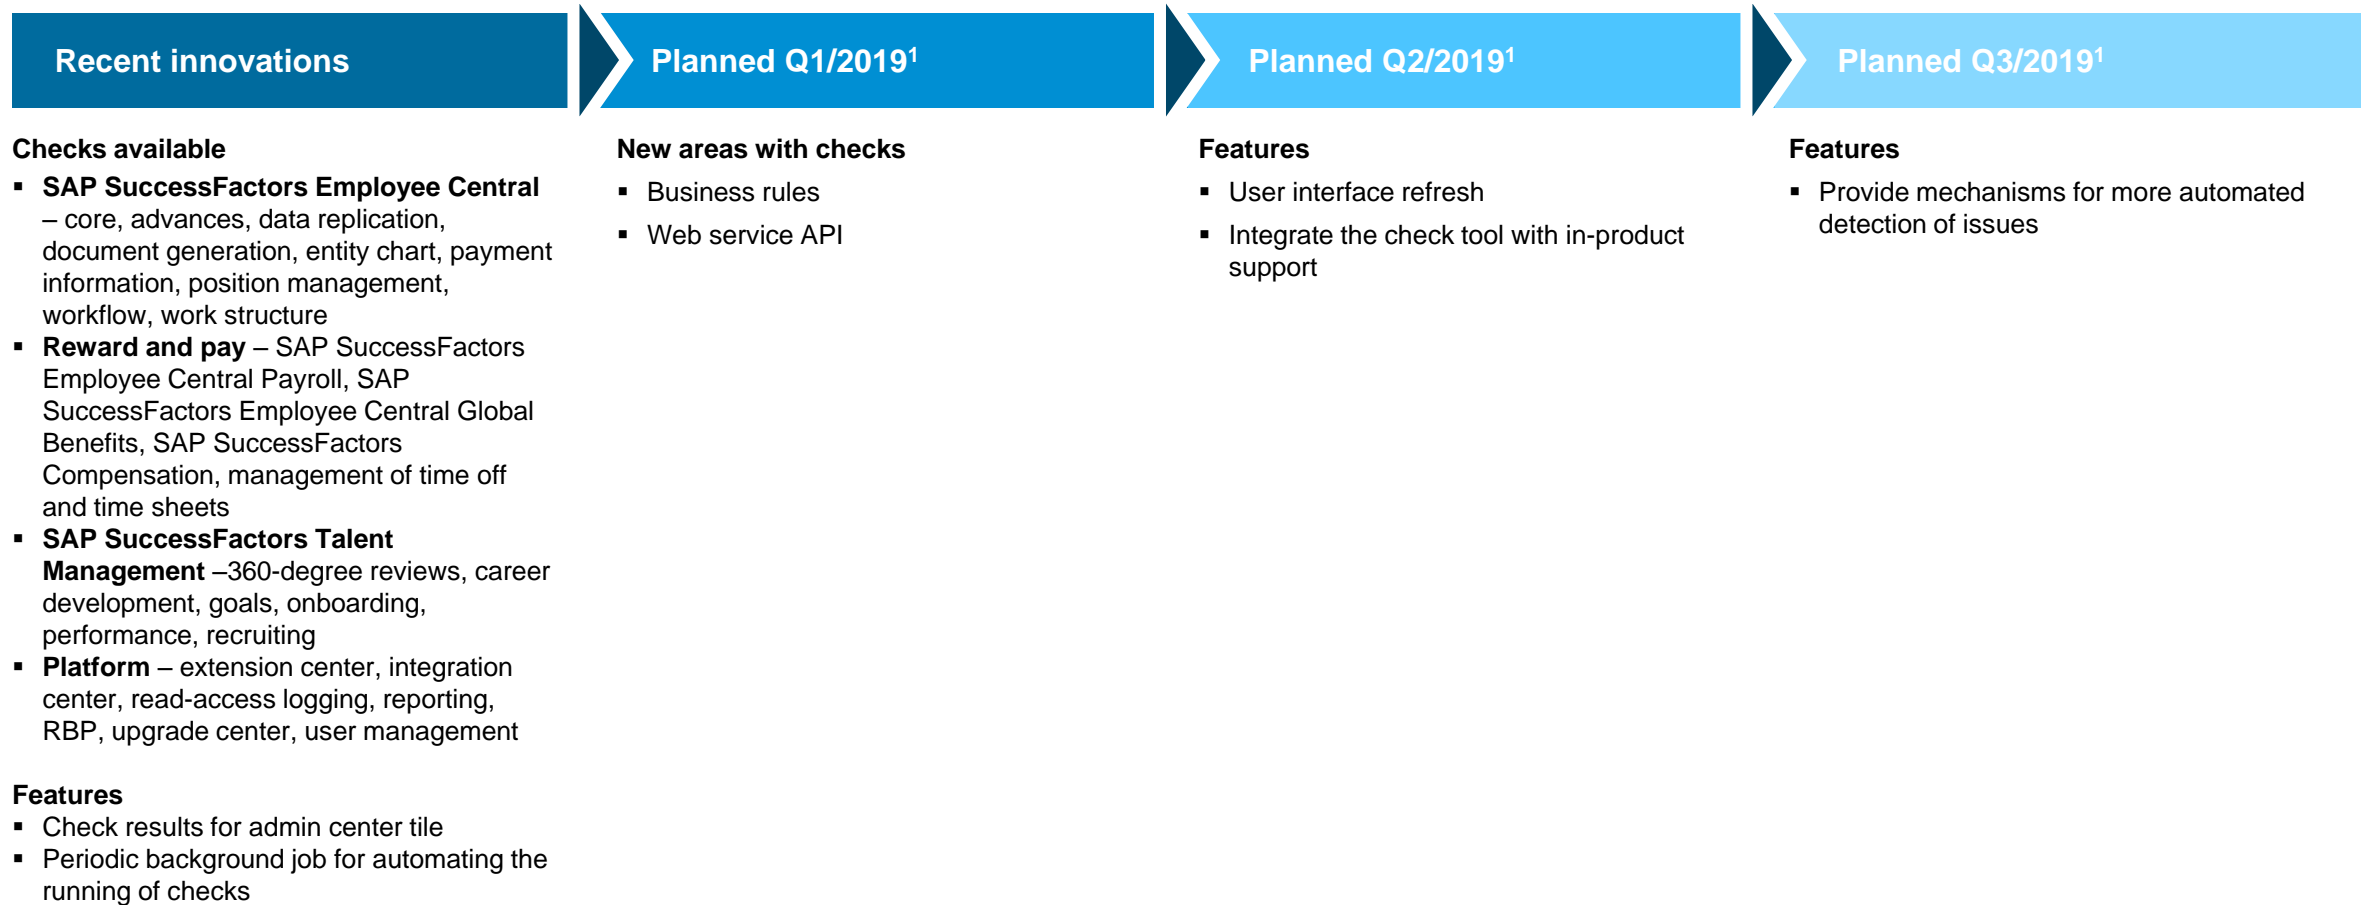 Recent innovations
Planned Q1/2019¹
Planned Q2/2019¹
Planned Q3/2019¹
Checks available
▪ SAP SuccessFactors Employee Central
– core, advances, data replication,
document generation, entity chart, payment
information, position management,
workflow, work structure
▪ Reward and pay – SAP SuccessFactors
Employee Central Payroll, SAP
SuccessFactors Employee Central Global
Benefits, SAP SuccessFactors
Compensation, management of time off
and time sheets
▪ SAP SuccessFactors Talent
Management –360-degree reviews, career
development, goals, onboarding,
performance, recruiting
▪ Platform – extension center, integration
center, read-access logging, reporting,
RBP, upgrade center, user management
Features
▪ Check results for admin center tile
▪ Periodic background job for automating the
running of checks
New areas with checks
▪ Business rules
▪ Web service API
Features
▪ User interface refresh
▪ Integrate the check tool with in-product
support
Features
▪ Provide mechanisms for more automated
detection of issues